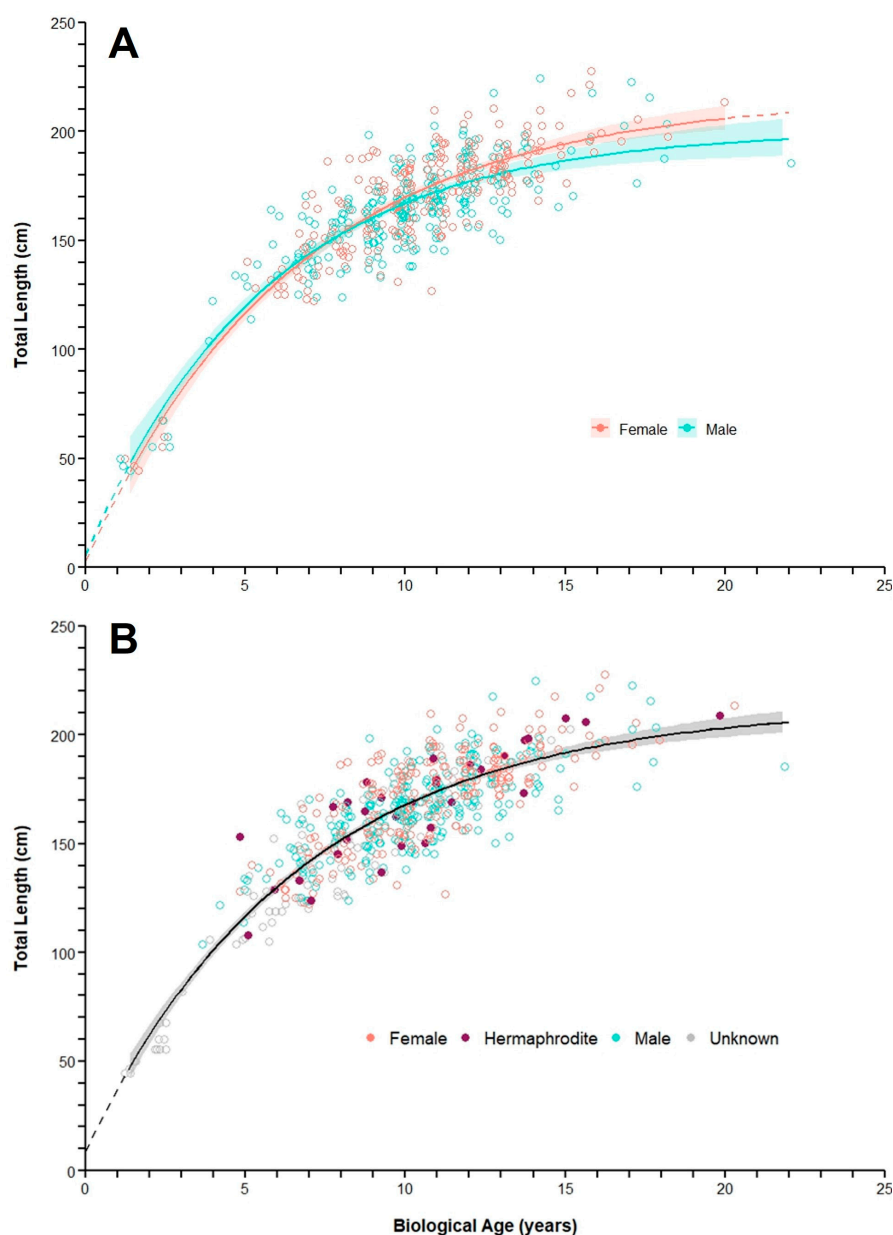 A
250
200
150
100
50
0
Total Length (cm)
Female Male
0 5 10 15 20 25
B
250
200
150
100
50
0
Total Length (cm)
Female Hermaphrodite Male Unknown
0 5 10 15 20 25
Biological Age (years)